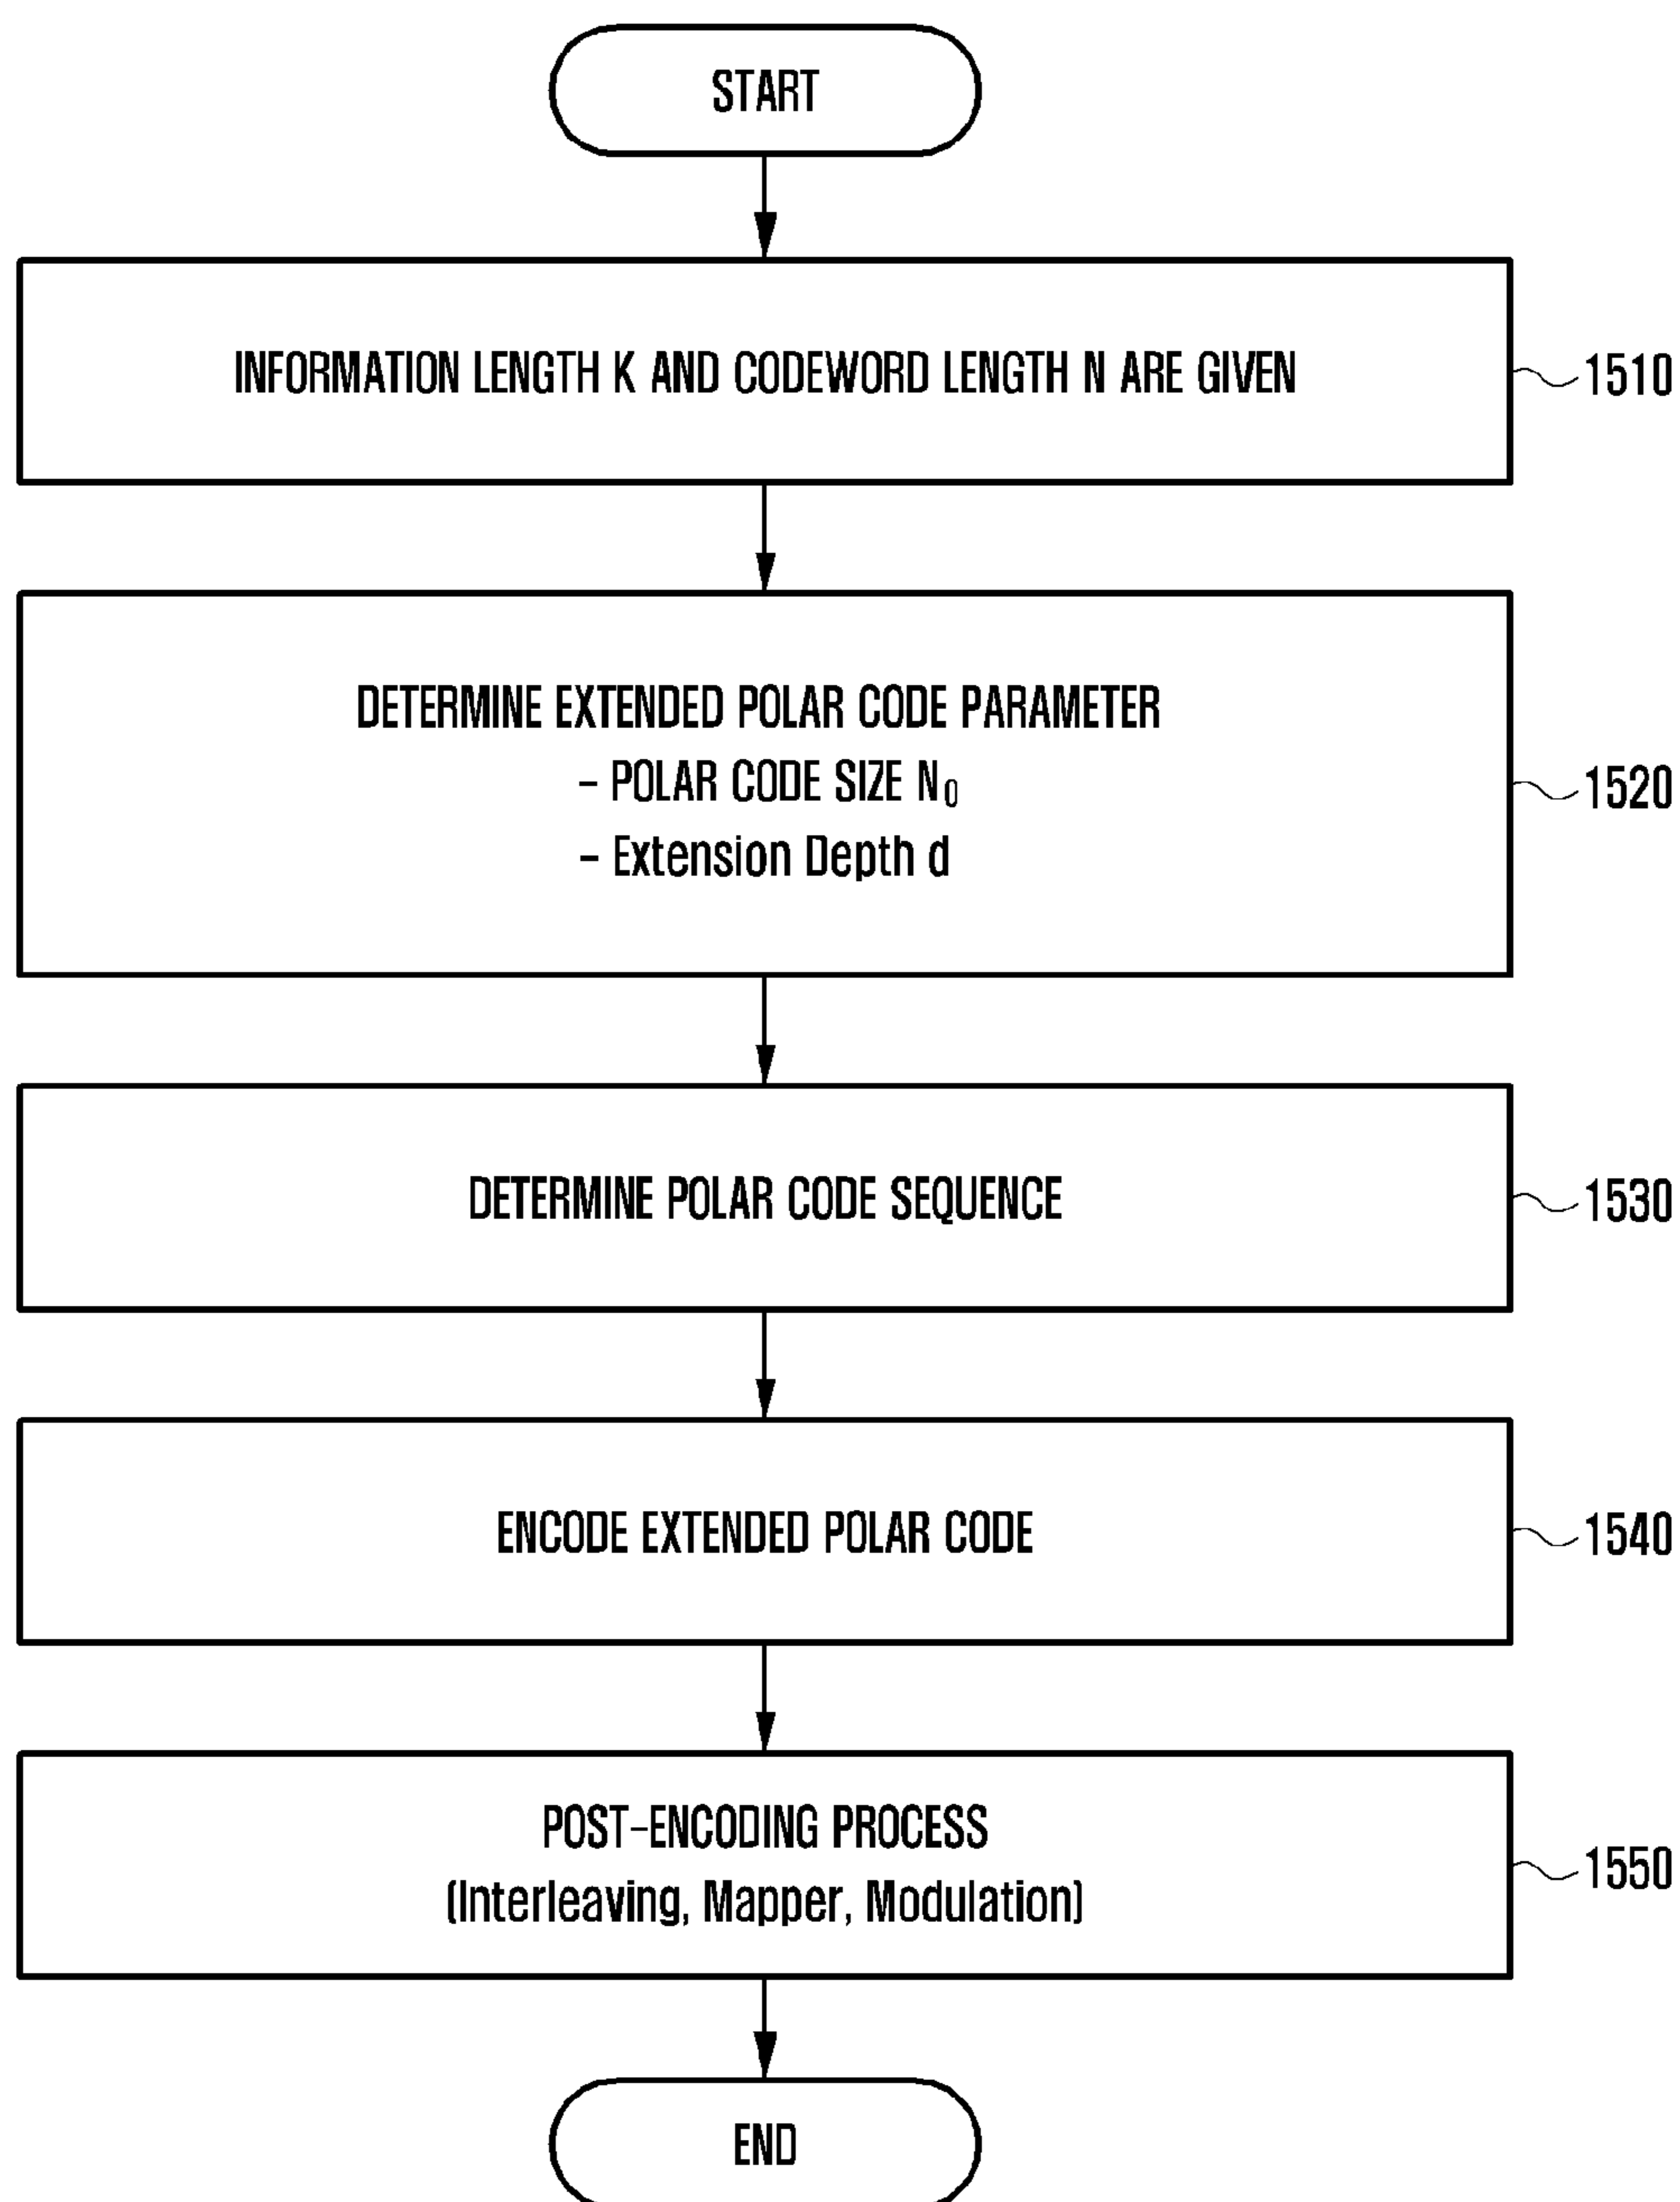 START
INFORMATION LENGTH K AND CODEWORD LENGTH N ARE GIVEN
1510
DETERMINE EXTENDED POLAR CODE PARAMETER
- POLAR CODE SIZE N₀
- Extension Depth d
1520
DETERMINE POLAR CODE SEQUENCE
1530
ENCODE EXTENDED POLAR CODE
1540
POST-ENCODING PROCESS
(Interleaving, Mapper, Modulation)
1550
END